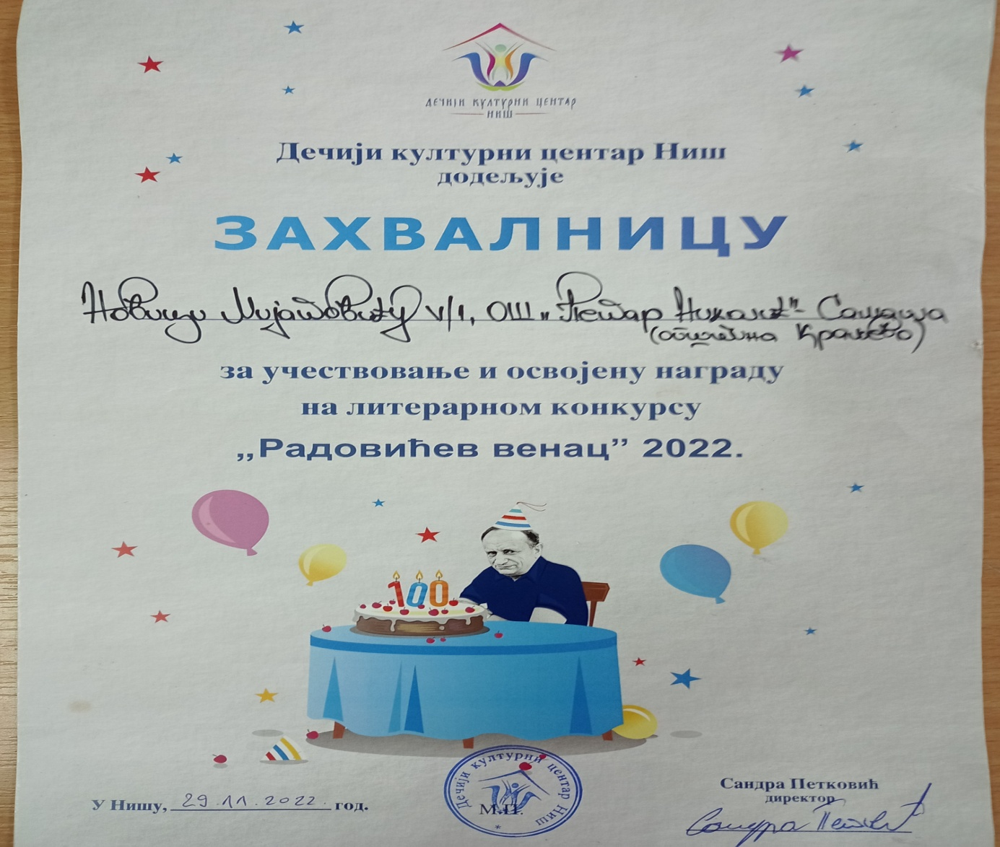 ДЕЧИЈИ КУЛТУРНИ ЦЕНТАР
НИШ
Дечији културни центар Ниш
додељује
ЗАХВАЛНИЦУ
Новици Мијатовићу V/1, ОШ „Петар Николић"-
(општина Краљево)
за учествовање и освојену награду
на литерарном конкурсу
„Радовићев венац” 2022.
100
У Нишу, 29.11.2022. год.
Дечији културни центар Ниш
М.П.
Сандра Петковић
директор
Сандра Петковић